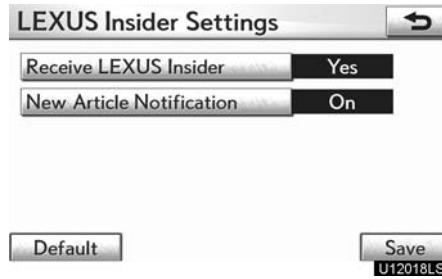 LEXUS Insider Settings
Receive LEXUS Insider Yes
New Article Notification On
Default Save
U12018LS